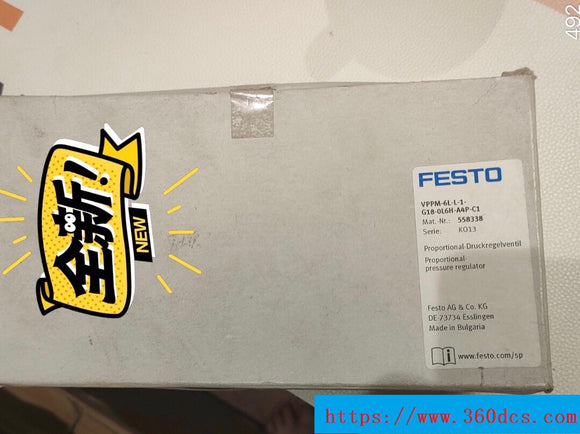 492
全新!
NEW
FESTO
VPPM-6L-L-1-
G18-0L6H-A4P-C1
Mat.-Nr.: 558338
Serie: KO13
Proportional-Druckregelventil
Proportional-
pressure regulator
Festo AG & Co. KG
DE-73734 Esslingen
Made in Bulgaria
www.festo.com/sp
https://www.360dcs.com